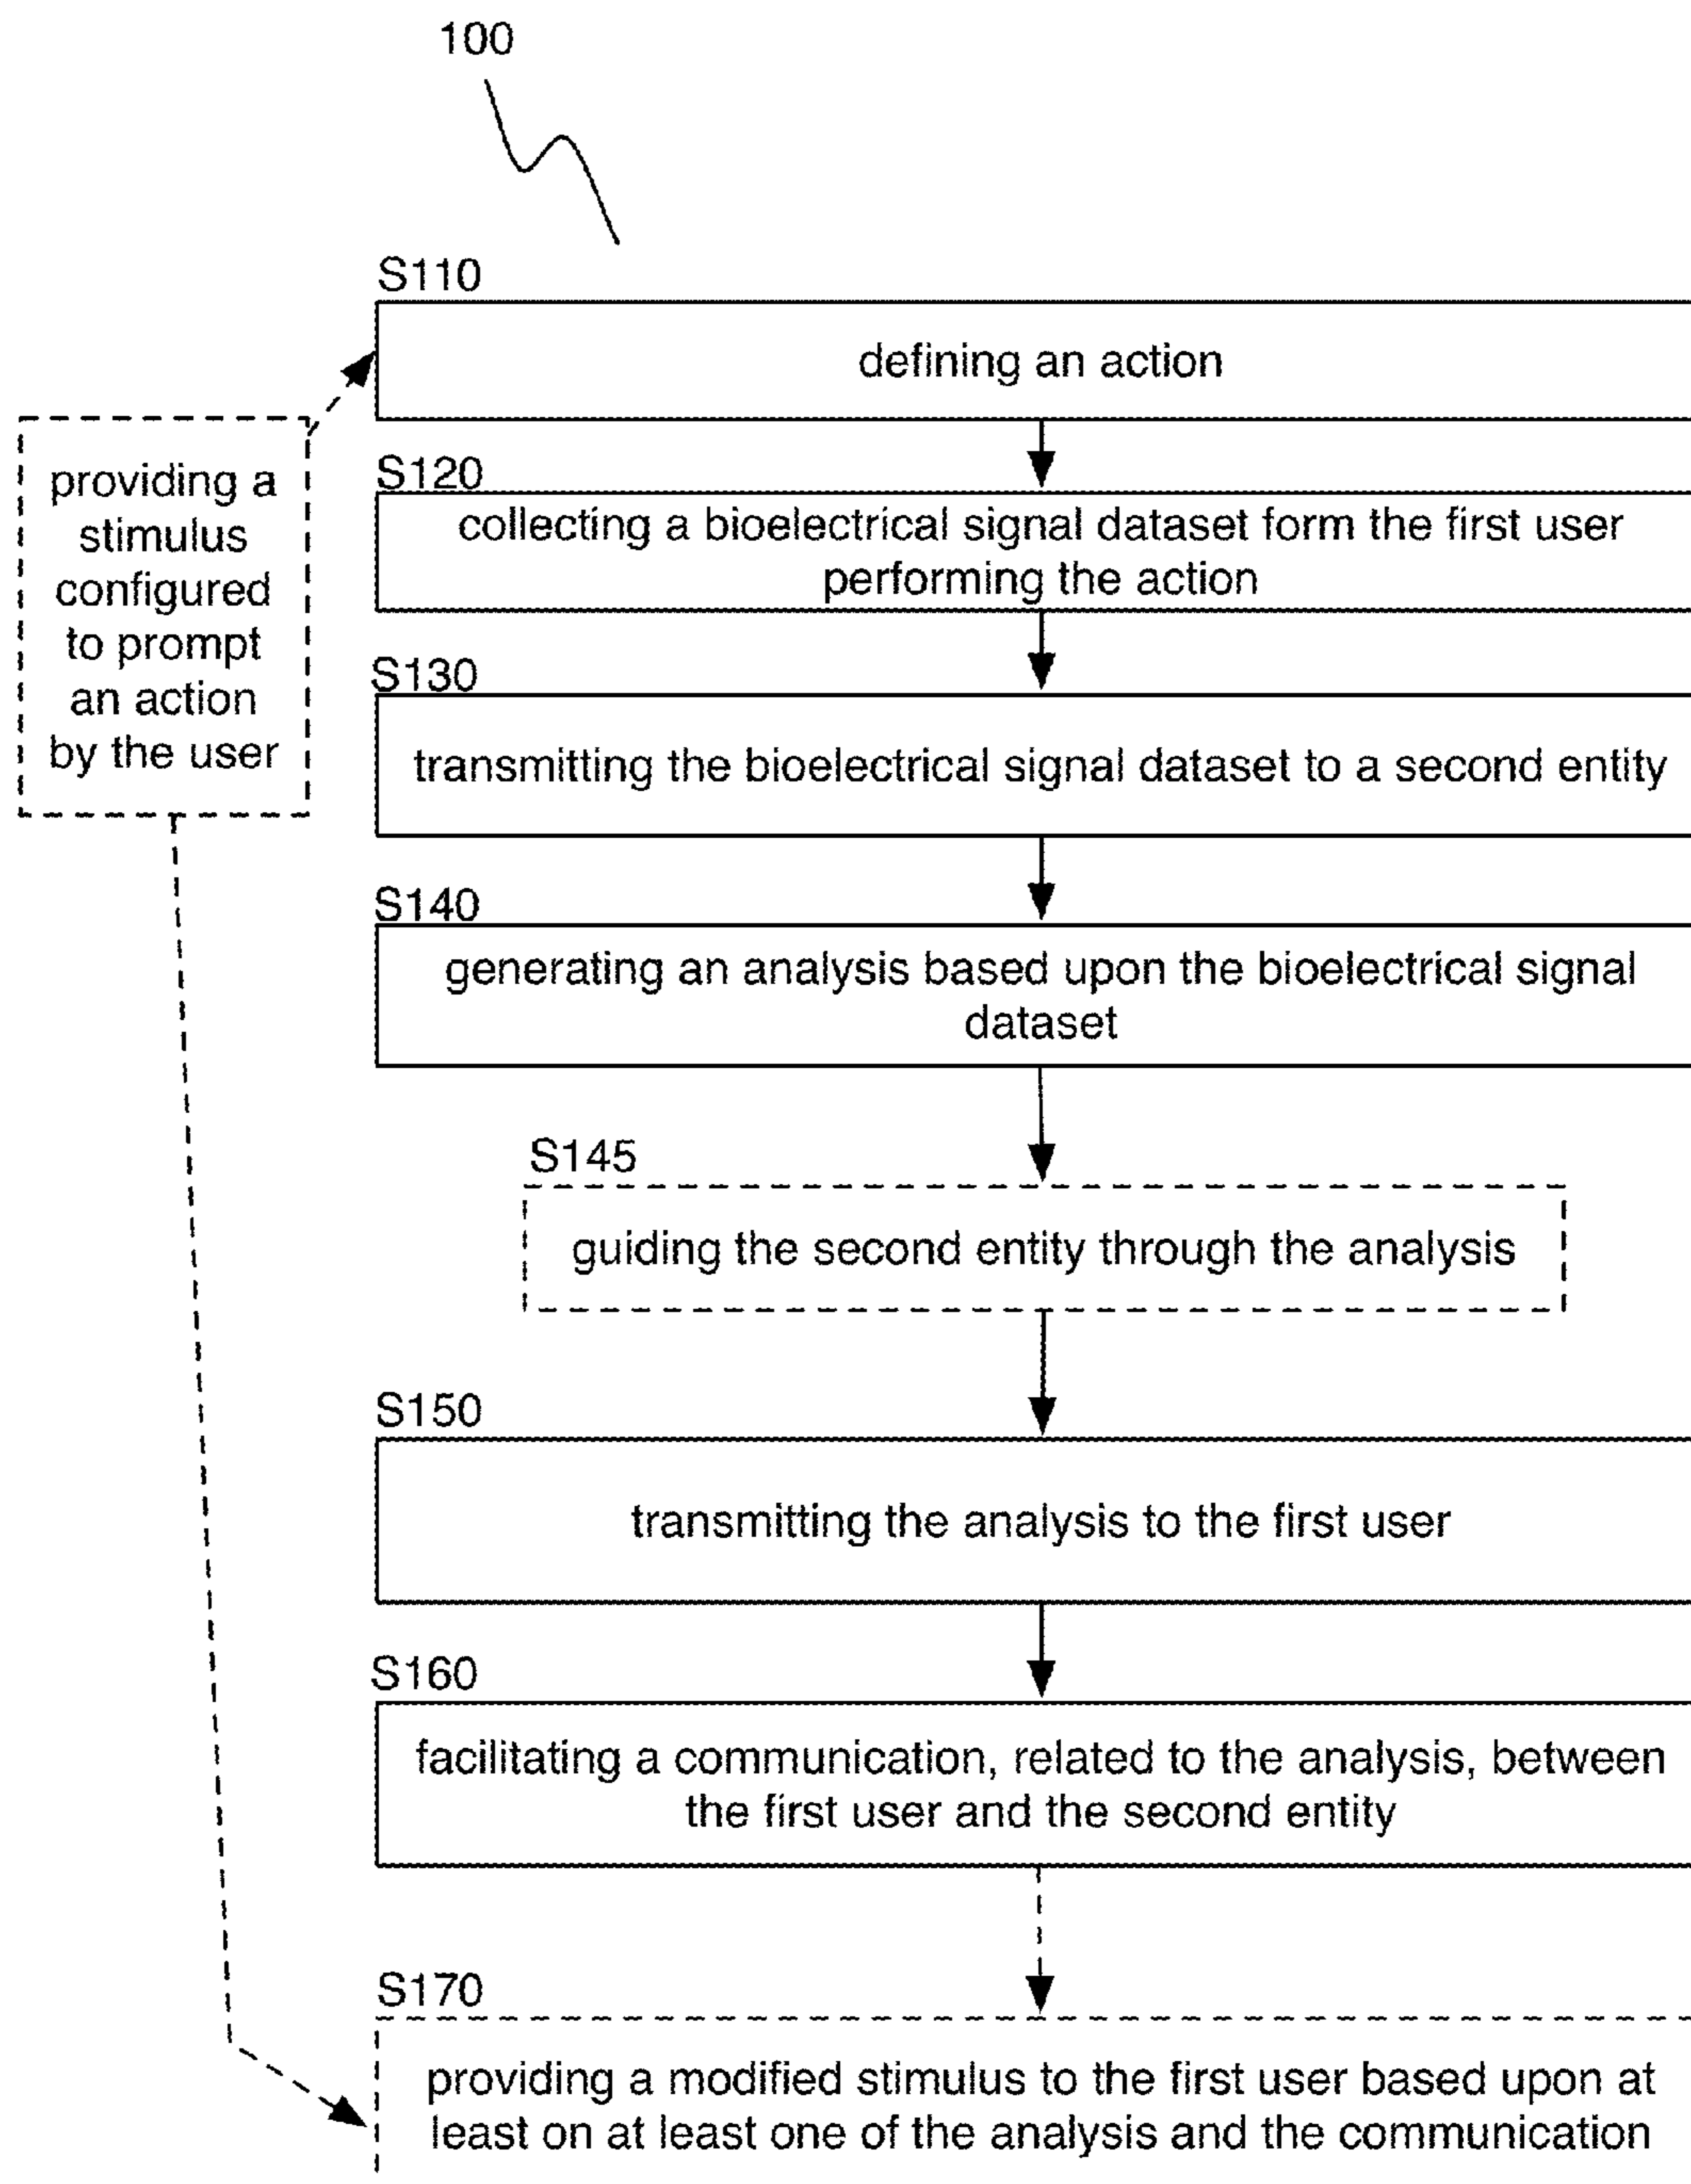 100
S110
defining an action
providing a
stimulus
configured
to prompt
an action
by the user
S120
collecting a bioelectrical signal dataset form the first user
performing the action
S130
transmitting the bioelectrical signal dataset to a second entity
S140
generating an analysis based upon the bioelectrical signal
dataset
S145
guiding the second entity through the analysis
S150
transmitting the analysis to the first user
S160
facilitating a communication, related to the analysis, between
the first user and the second entity
S170
providing a modified stimulus to the first user based upon at
least on at least one of the analysis and the communication